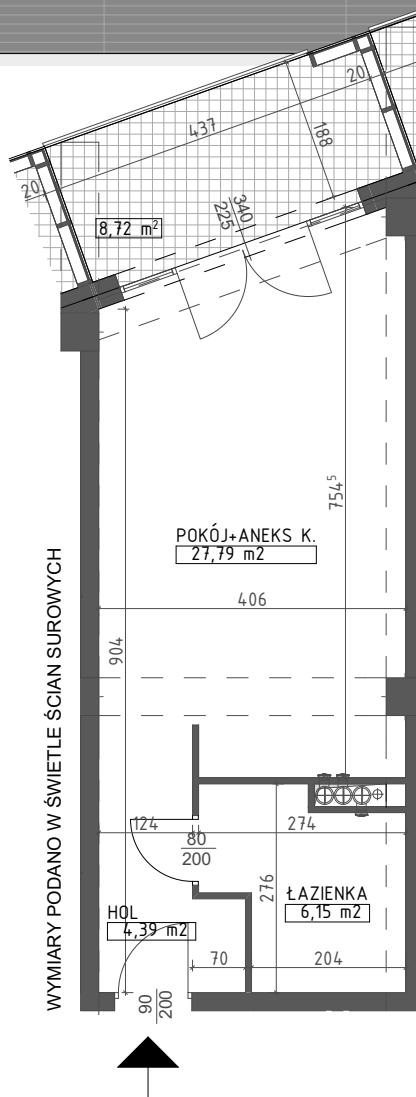 20
437
188
20
8,72 m²
340
225
754⁵
POKÓJ+ANEKS K.
27,79 m2
406
904
WYMIARY PODANO W ŚWIETLE ŚCIAN SUROWYCH
124
80
200
274
276
ŁAZIENKA
6,15 m2
HOL
4,39 m2
70
204
90
200